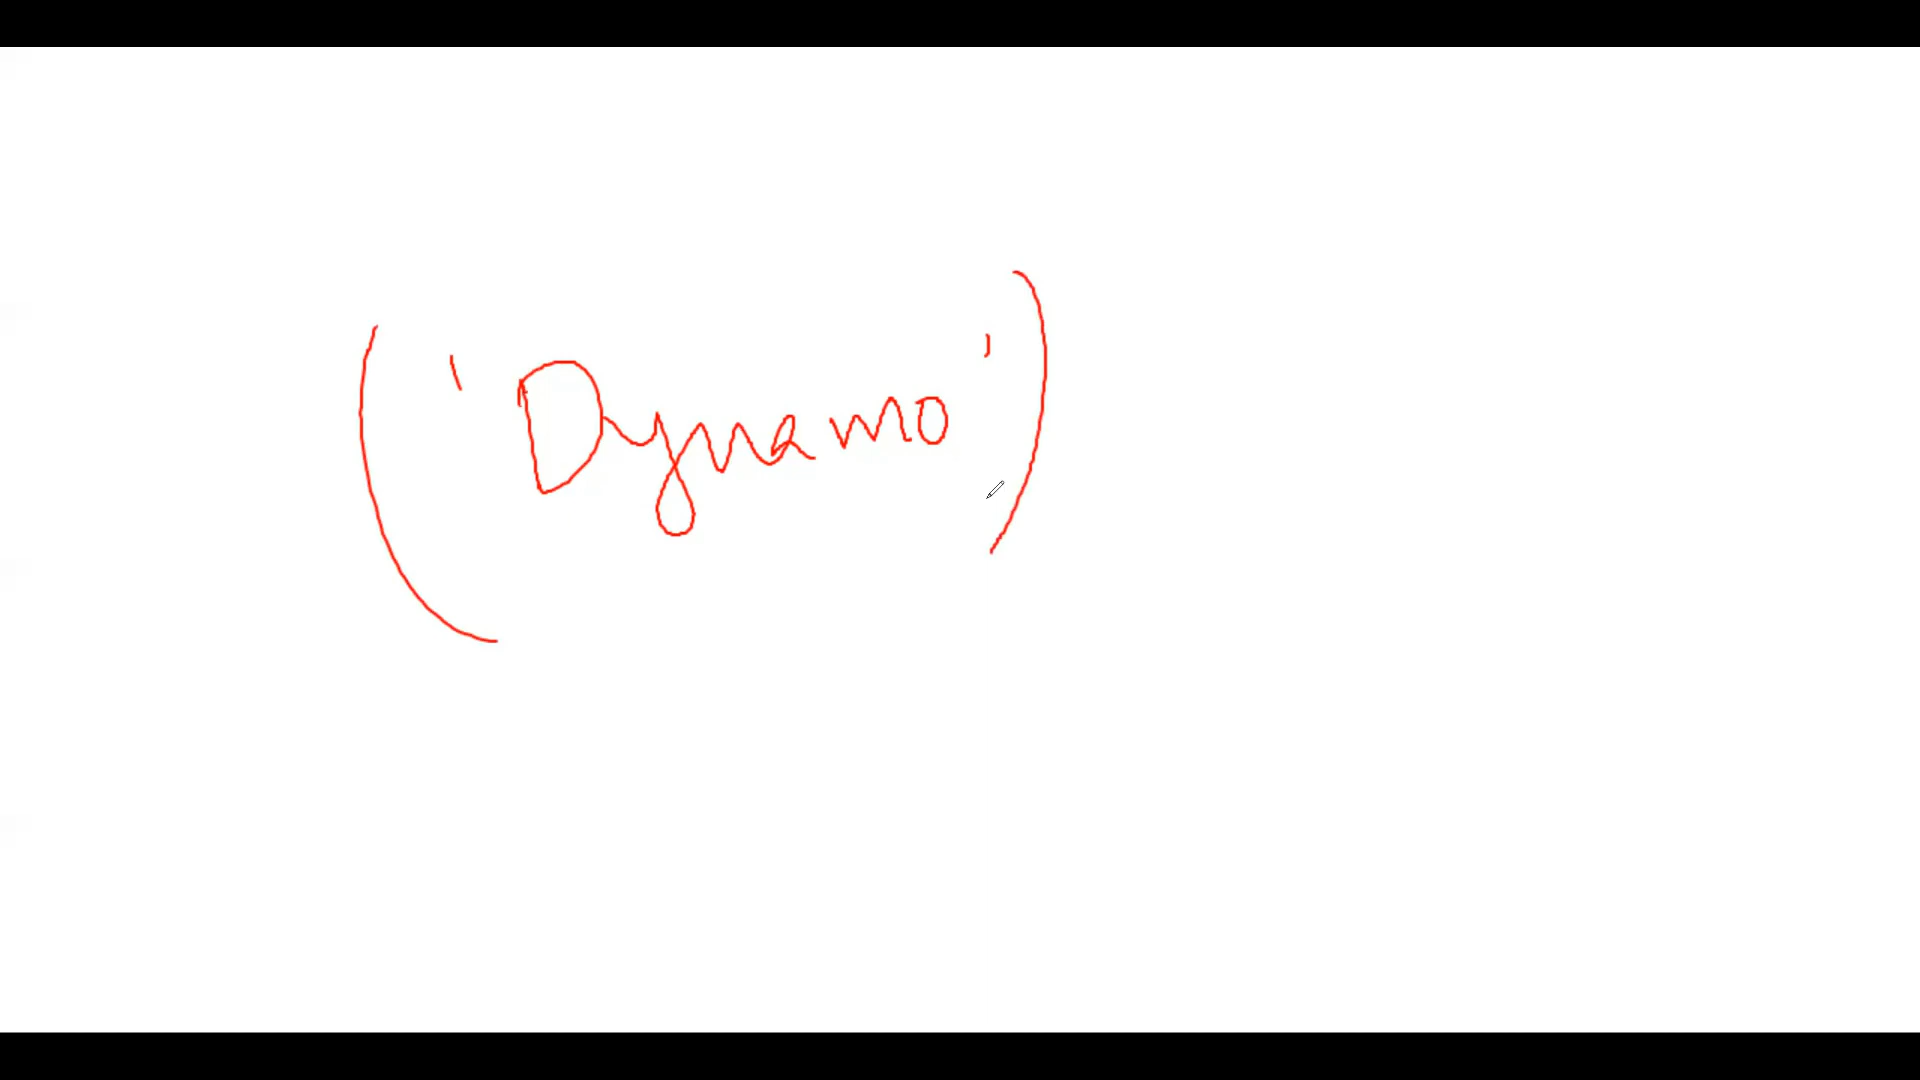 ( ' Dynamo ' )